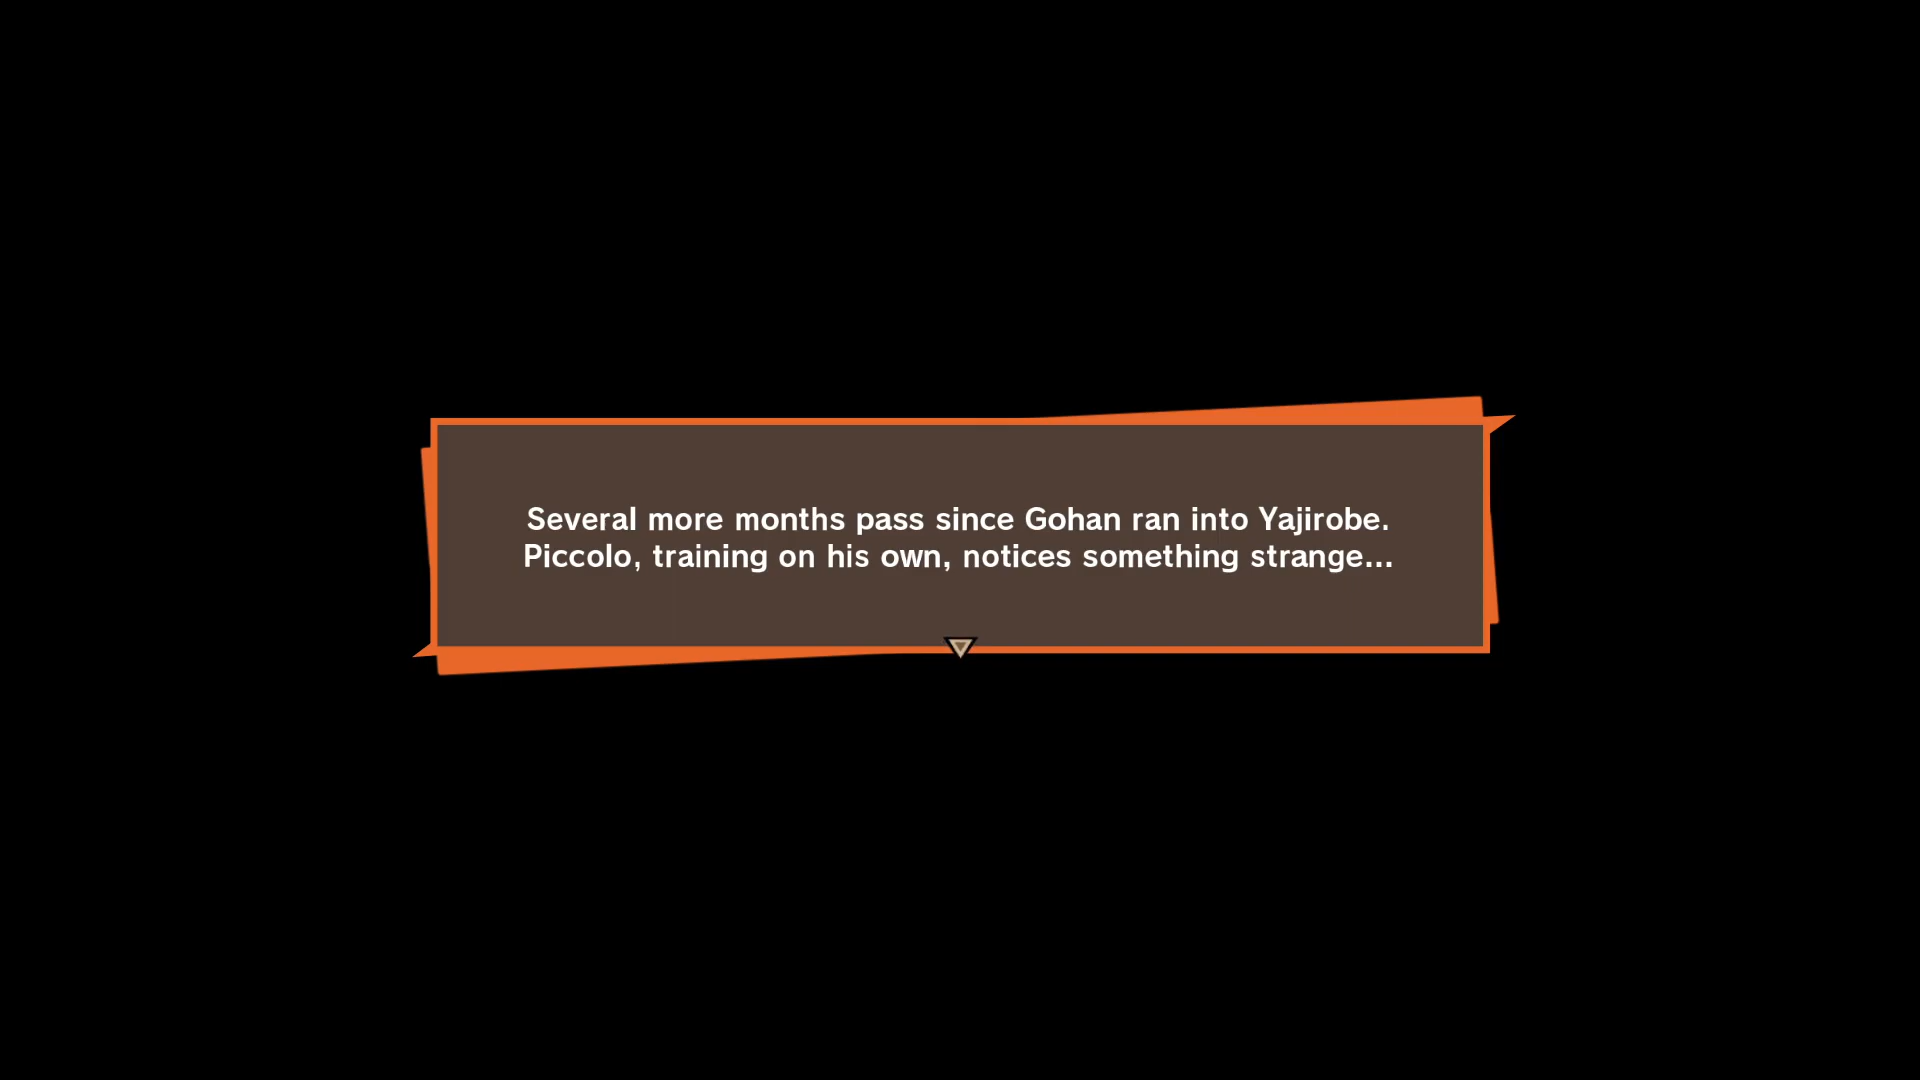 Several more months pass since Gohan ran into Yajirobe.
Piccolo, training on his own, notices something strange...